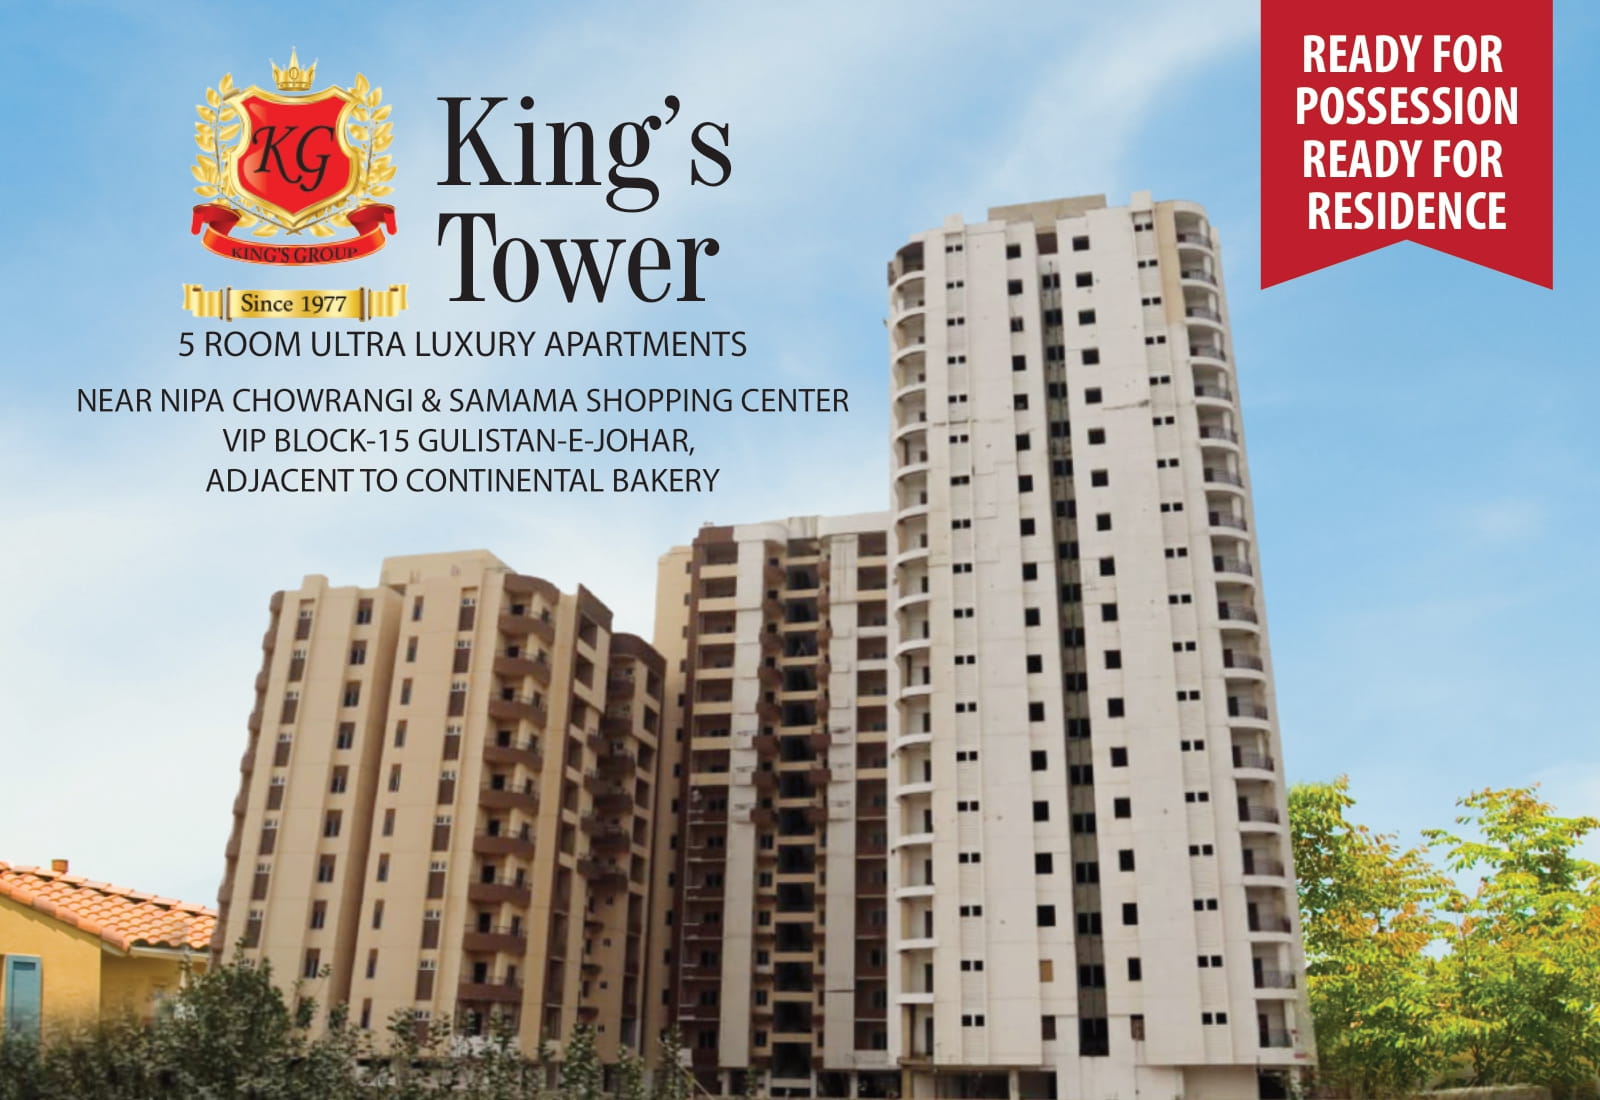 KG
KING'S GROUP
Since 1977
King's
Tower
5 ROOM ULTRA LUXURY APARTMENTS
NEAR NIPA CHOWRANGI & SAMAMA SHOPPING CENTER
VIP BLOCK-15 GULISTAN-E-JOHAR,
ADJACENT TO CONTINENTAL BAKERY
READY FOR
POSSESSION
READY FOR
RESIDENCE